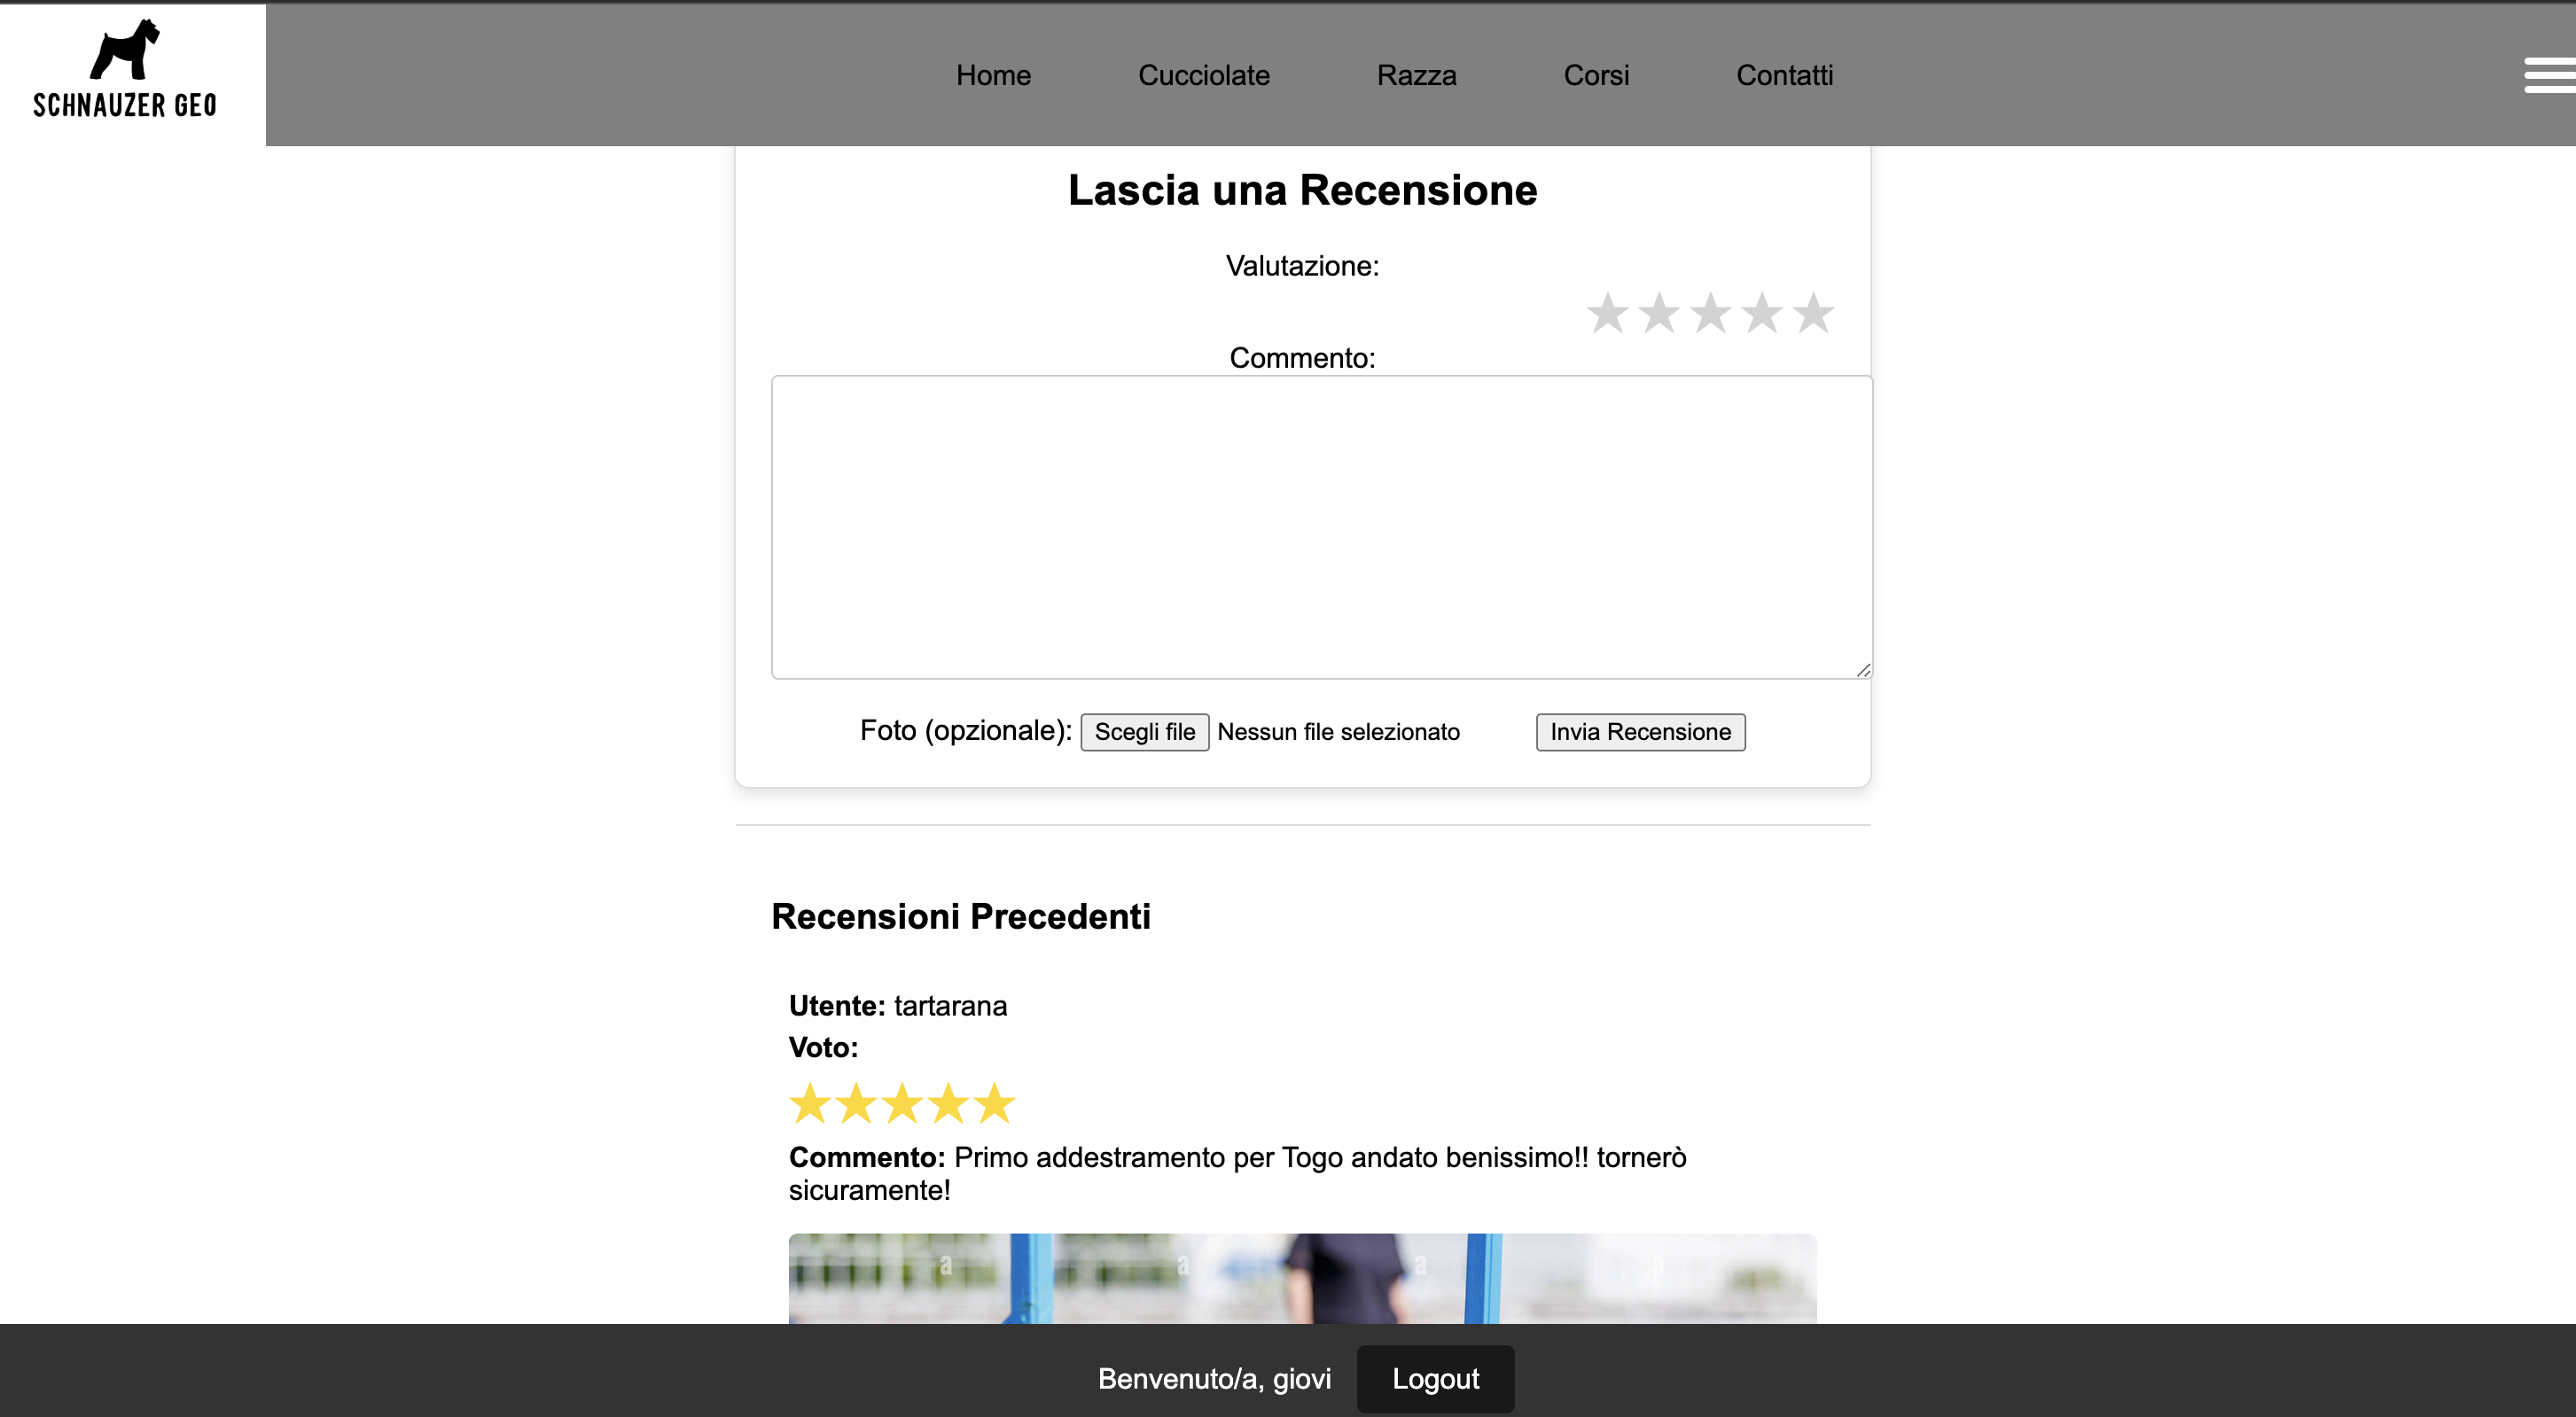 SCHNAUZER GEO
Home Cucciolate Razza Corsi Contatti
Lascia una Recensione
Valutazione:
Commento:
Foto (opzionale): Scegli file Nessun file selezionato Invia Recensione
Recensioni Precedenti
Utente: tartarana
Voto:
Commento: Primo addestramento per Togo andato benissimo!! tornerò
sicuramente!
a a a a
Benvenuto/a, giovi Logout